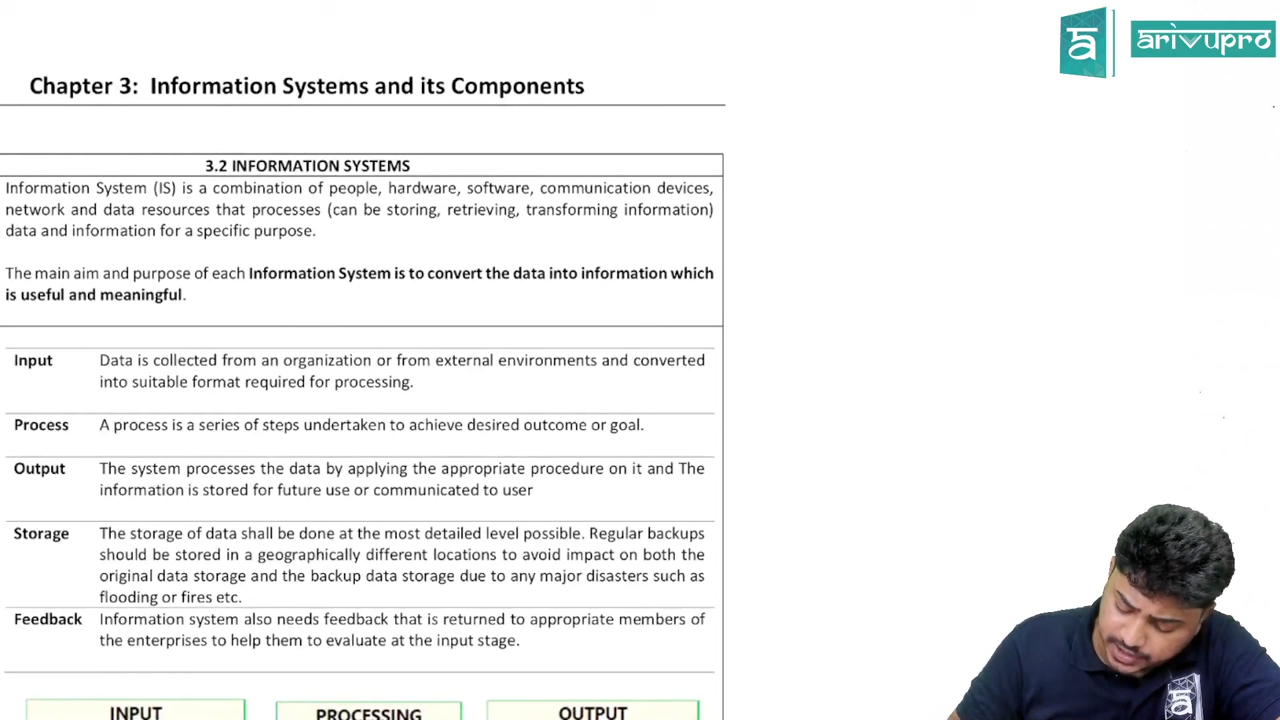 arivupro
Chapter 3: Information Systems and its Components
3.2 INFORMATION SYSTEMS
Information System (IS) is a combination of people, hardware, software, communication devices,
network and data resources that processes (can be storing, retrieving, transforming information)
data and information for a specific purpose.
The main aim and purpose of each Information System is to convert the data into information which
is useful and meaningful.
Input Data is collected from an organization or from external environments and converted
into suitable format required for processing.
Process A process is a series of steps undertaken to achieve desired outcome or goal.
Output The system processes the data by applying the appropriate procedure on it and The
information is stored for future use or communicated to user
Storage The storage of data shall be done at the most detailed level possible. Regular backups
should be stored in a geographically different locations to avoid impact on both the
original data storage and the backup data storage due to any major disasters such as
flooding or fires etc.
Feedback Information system also needs feedback that is returned to appropriate members of
the enterprises to help them to evaluate at the input stage.
INPUT PROCESSING OUTPUT